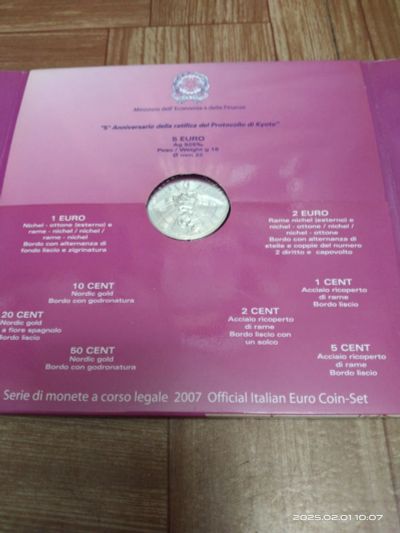 Ministero dell'Economia e delle Finanze
"5° Anniversario della ratifica del Protocollo di Kyoto"
5 EURO
Ag 925‰
Peso / Weight g 18
Ø mm 32
1 EURO
Nichel - ottone (esterno) e
rame - nichel / nichel /
rame - nichel
Bordo con alternanza di
fondo liscio e zigrinatura
2 EURO
Rame nichel (esterno) e
nichel - ottone / nichel /
nichel - ottone
Bordo con alternanza di
stelle e coppie del numero
2 diritto e capovolto
10 CENT
Nordic gold
Bordo con godronatura
1 CENT
Acciaio ricoperto
di rame
Bordo liscio
20 CENT
Nordic gold
a fiore spagnolo
Bordo liscio
2 CENT
Acciaio ricoperto
di rame
Bordo liscio con
un solco
50 CENT
Nordic gold
Bordo con godronatura
5 CENT
Acciaio ricoperto
di rame
Bordo liscio
Serie di monete a corso legale 2007 Official Italian Euro Coin-Set
2025.02.01 10:07